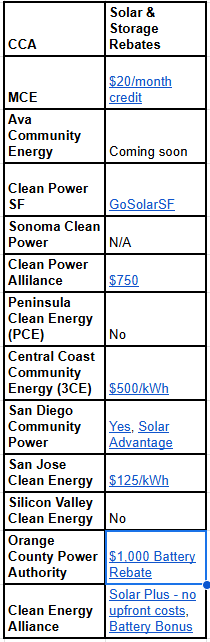 CCA
Solar &
Storage
Rebates
MCE
$20/month
credit
Ava
Community
Energy
Coming soon
Clean Power
SF
GoSolarSF
Sonoma Clean
Power
N/A
Clean Power
Allilance
$750
Peninsula
Clean Energy
(PCE)
No
Central Coast
Community
Energy (3CE)
$500/kWh
San Diego
Community
Power
Yes, Solar
Advantage
San Jose
Clean Energy
$125/kWh
Silicon Valley
Clean Energy
No
Orange
County Power
Authority
$1,000 Battery
Rebate
Clean Energy
Alliance
Solar Plus - no
upfront costs,
Battery Bonus